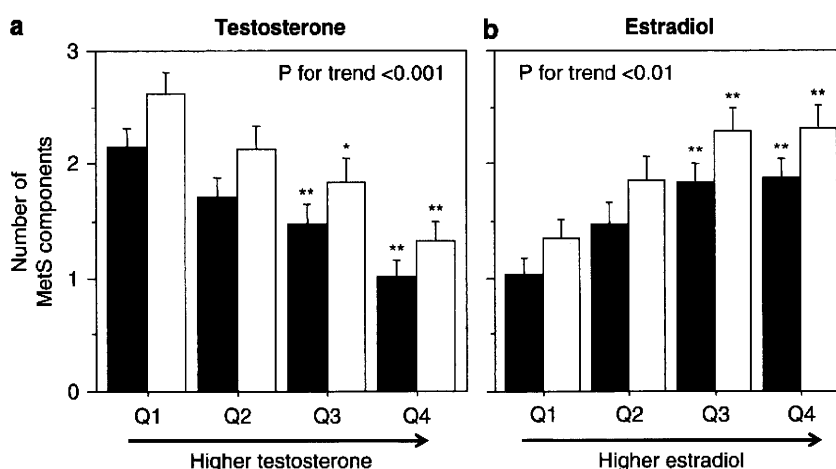 a Testosterone
b Estradiol
Number of
MetS components
3
2
1
0
P for trend <0.001
** * ** **
Q1 Q2 Q3 Q4
Higher testosterone
P for trend <0.01
** ** ** **
Q1 Q2 Q3 Q4
Higher estradiol